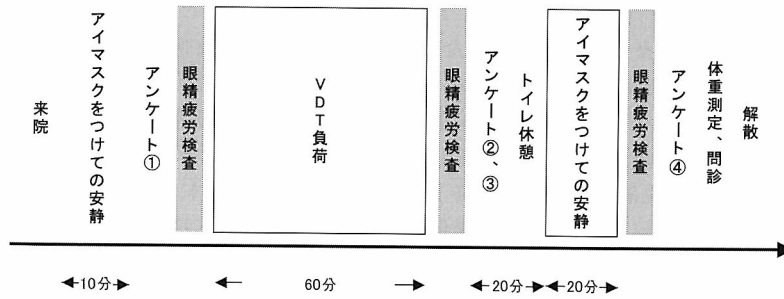 来院
アイマスクをつけての安静
アンケート①
眼精疲労検査
VDT負荷
眼精疲労検査
アンケート②、③
トイレ休憩
アイマスクをつけての安静
眼精疲労検査
アンケート④
体重測定、問診
解散
10分
60分
20分
20分